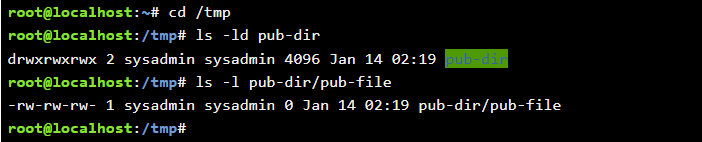 root@localhost:~# cd /tmp
root@localhost:/tmp# ls -ld pub-dir
drwxrwxrwx 2 sysadmin sysadmin 4096 Jan 14 02:19 pub-dir
root@localhost:/tmp# ls -l pub-dir/pub-file
-rw-rw-rw- 1 sysadmin sysadmin 0 Jan 14 02:19 pub-dir/pub-file
root@localhost:/tmp#